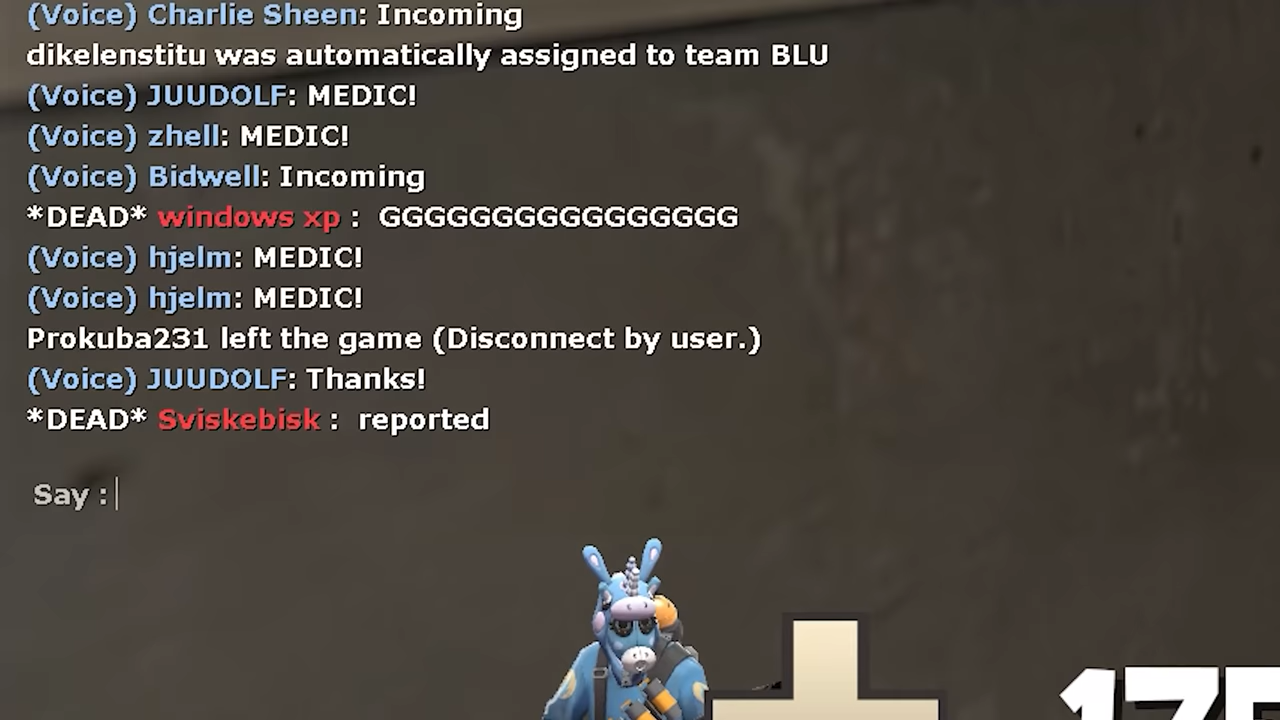 (Voice) Charlie Sheen: Incoming
dikelenstitu was automatically assigned to team BLU
(Voice) JUUDOLF: MEDIC!
(Voice) zhell: MEDIC!
(Voice) Bidwell: Incoming
*DEAD* windows xp :  GGGGGGGGGGGGGGGG
(Voice) hjelm: MEDIC!
(Voice) hjelm: MEDIC!
Prokuba231 left the game (Disconnect by user.)
(Voice) JUUDOLF: Thanks!
*DEAD* Sviskebisk :  reported
Say :